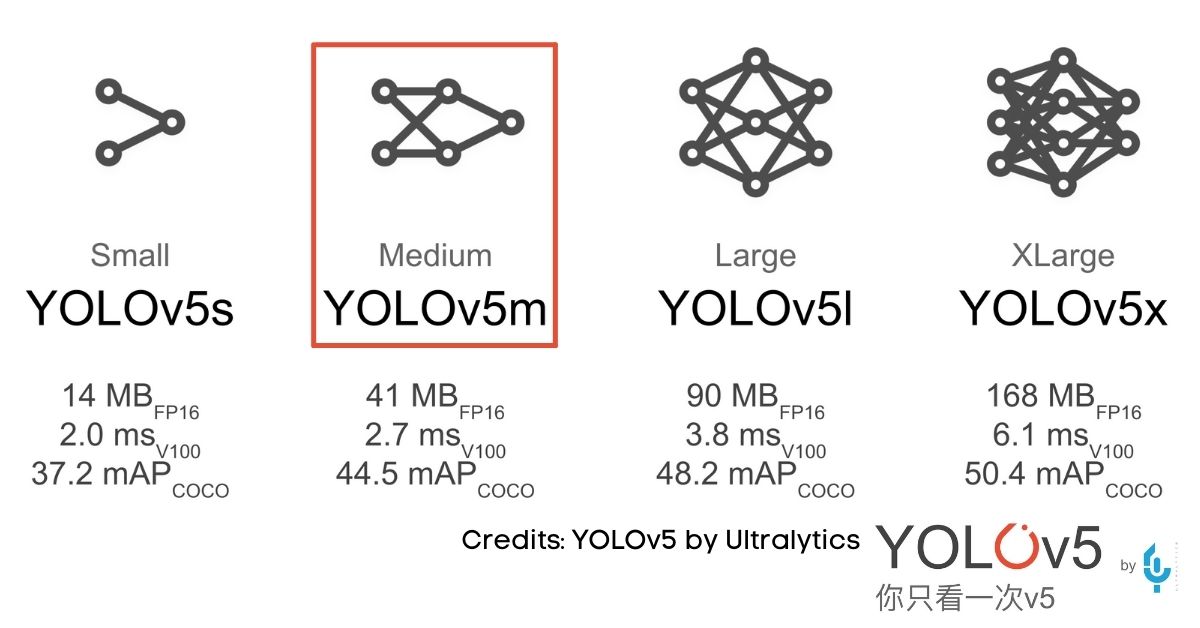 Small
YOLOv5s
14 MB FP16
2.0 ms V100
37.2 mAP COCO
Medium
YOLOv5m
41 MB FP16
2.7 ms V100
44.5 mAP COCO
Large
YOLOv5l
90 MB FP16
3.8 ms V100
48.2 mAP COCO
XLarge
YOLOv5x
168 MB FP16
6.1 ms V100
50.4 mAP COCO
Credits: YOLOv5 by Ultralytics
YOLOv5 by
你只看一次v5